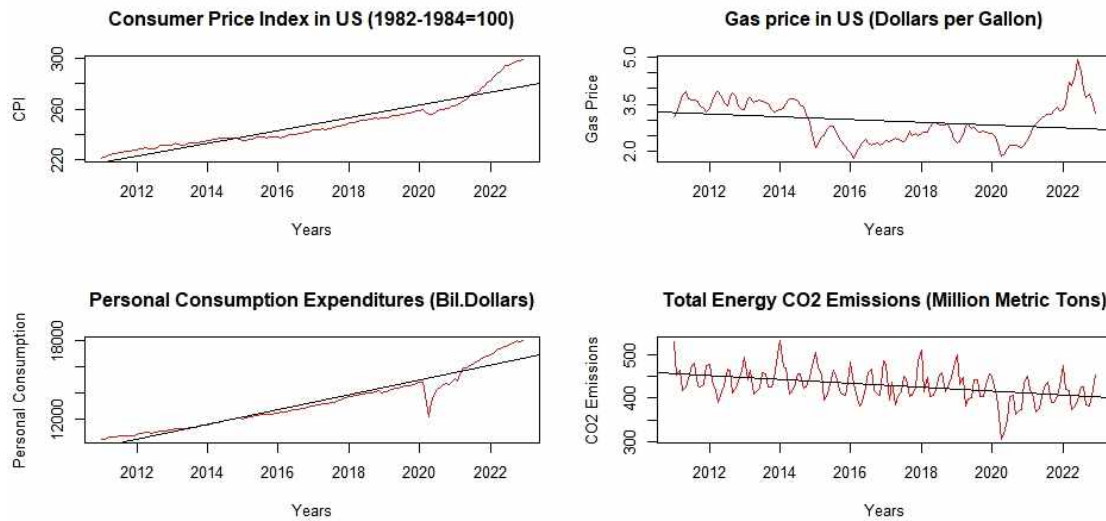 Consumer Price Index in US (1982-1984=100)
CPI
300
260
220
2012 2014 2016 2018 2020 2022
Years
Gas price in US (Dollars per Gallon)
Gas Price
5.0
3.5
2.0
2012 2014 2016 2018 2020 2022
Years
Personal Consumption Expenditures (Bil.Dollars)
Personal Consumption
18000
12000
2012 2014 2016 2018 2020 2022
Years
Total Energy CO2 Emissions (Million Metric Tons)
CO2 Emissions
500
400
300
2012 2014 2016 2018 2020 2022
Years